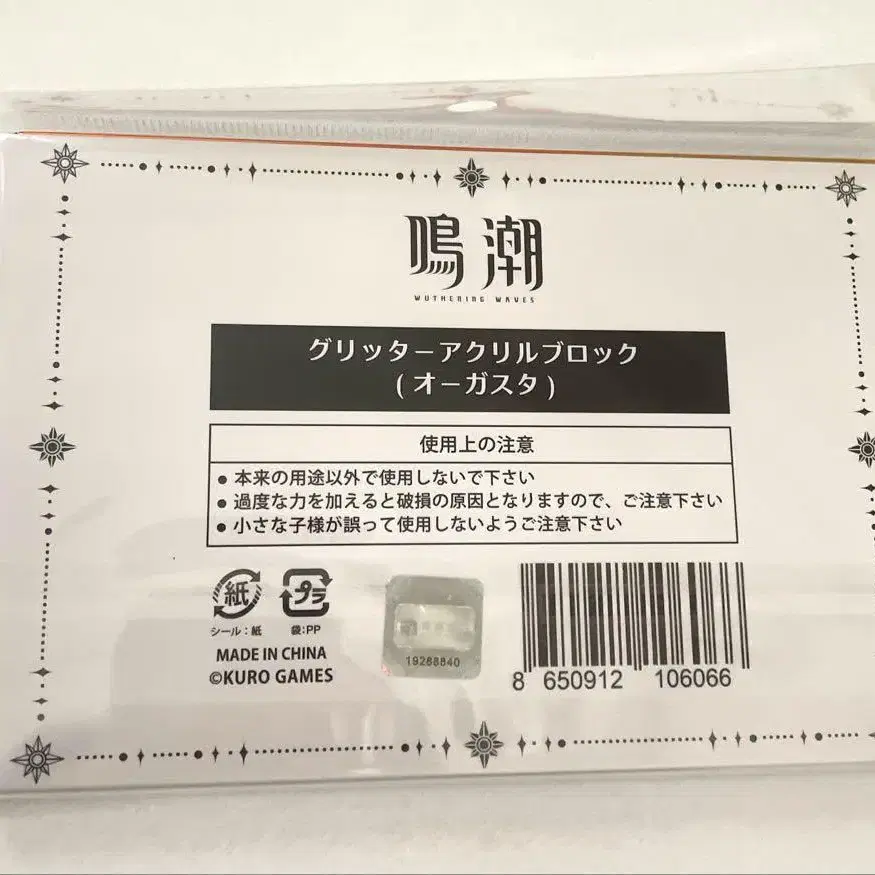 鳴潮
WUTHERING WAVES
グリッターアクリルブロック
(オーガスタ)
使用上の注意
● 本来の用途以外で使用しないで下さい
● 過度な力を加えると破損の原因となりますので、ご注意下さい
● 小さな子様が誤って使用しないようご注意下さい
紙 プラ
シール:紙 袋:PP
MADE IN CHINA
©KURO GAMES
19288840
8 650912 106066